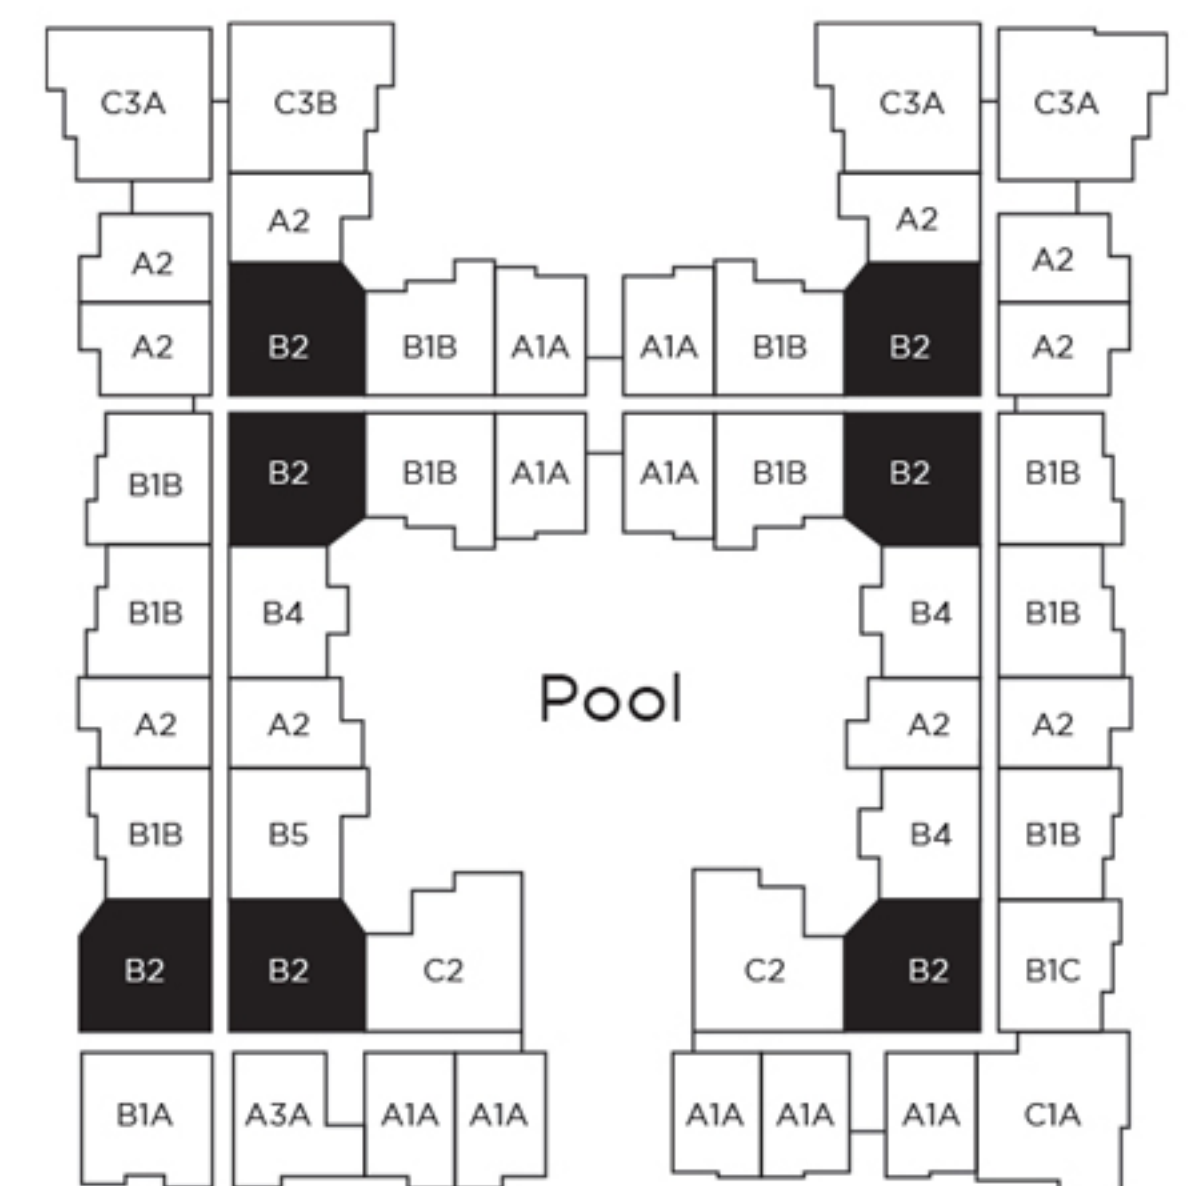 C3A C3B C3A C3A
A2 A2
A2 A2
A2 B2 B1B A1A A1A B1B B2 A2
B2 B1B A1A A1A B1B B2
B1B B1B
B1B B4 B4 B1B
Pool
A2 A2 A2 A2
B1B B5 B4 B1B
B2 B2 C2 C2 B2 B1C
B1A A3A A1A A1A A1A A1A A1A C1A